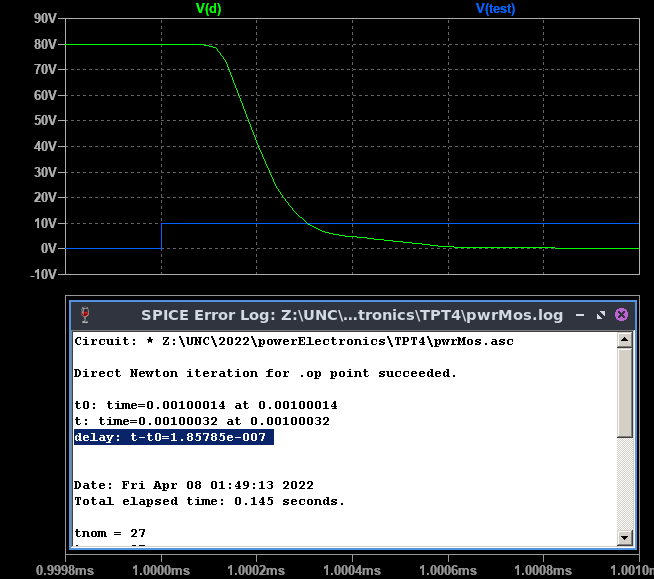 V(d) V(test)
90V
80V
70V
60V
50V
40V
30V
20V
10V
0V
-10V
SPICE Error Log: Z:\UNC\...tronics\TPT4\pwrMos.log
Circuit: * Z:\UNC\2022\powerElectronics\TPT4\pwrMos.asc
Direct Newton iteration for .op point succeeded.
t0: time=0.00100014 at 0.00100014
t: time=0.00100032 at 0.00100032
delay: t-t0=1.85785e-007
Date: Fri Apr 08 01:49:13 2022
Total elapsed time: 0.145 seconds.
tnom = 27
0.9998ms 1.0000ms 1.0002ms 1.0004ms 1.0006ms 1.0008ms 1.0010